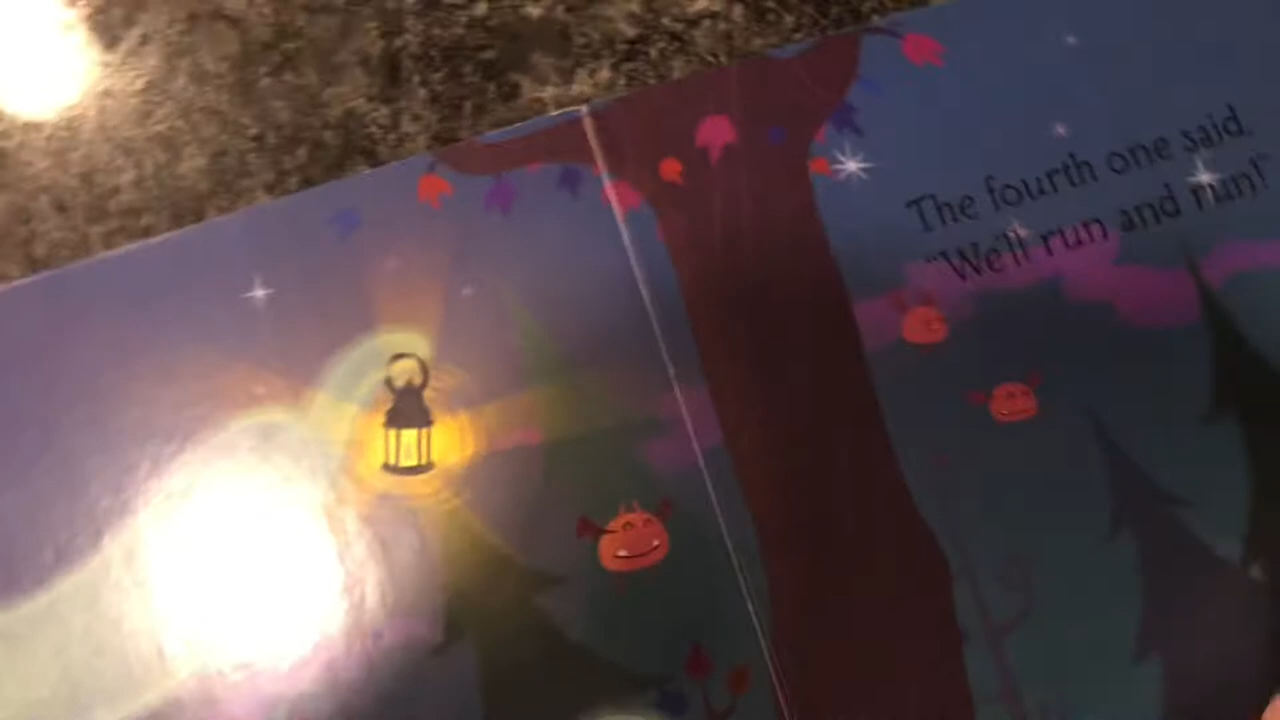 The fourth one said,
“We’ll run and run!”